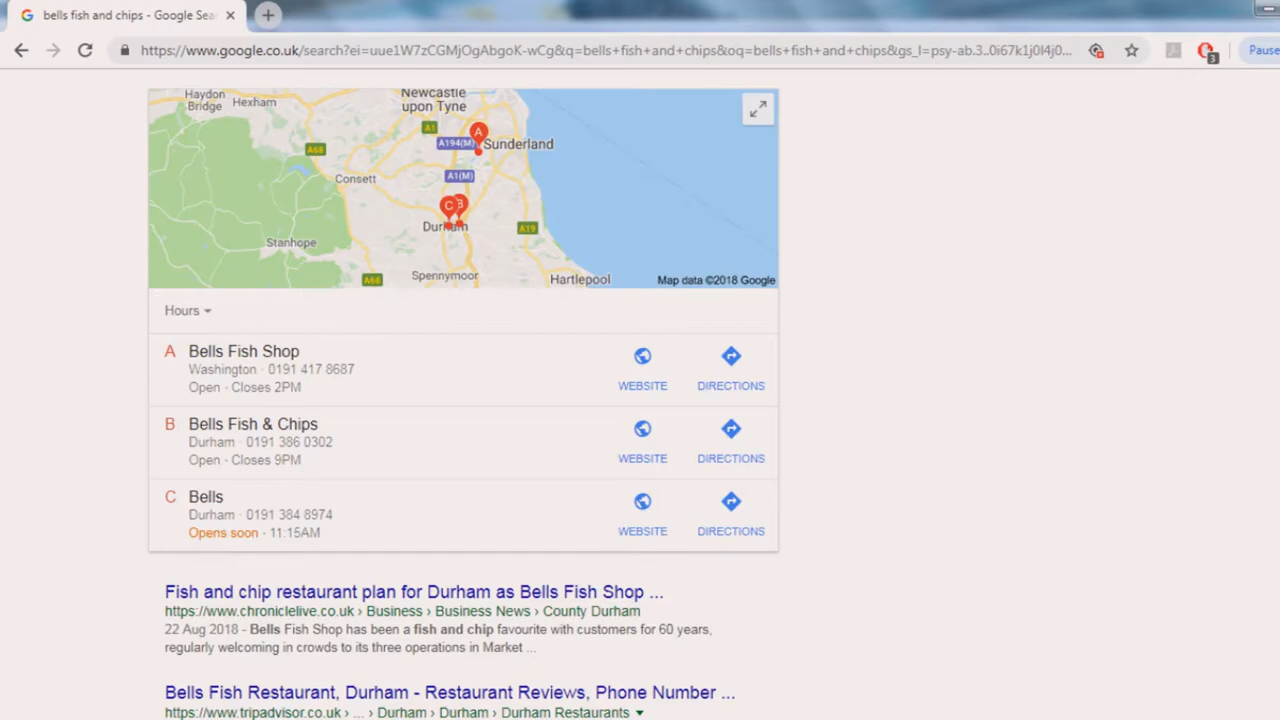 bells fish and chips - Google Sea
https://www.google.co.uk/search?ei=uue1W7zCGMjOgAbgoK-wCg&q=bells+fish+and+chips&oq=bells+fish+and+chips&gs_l=psy-ab.3..0i67k1j0l4j0...
3
Pause
Haydon
Bridge
Hexham
Newcastle
upon Tyne
A1
A
A194(M)
Sunderland
A68
A1(M)
Consett
C
B
Durham
A19
Stanhope
A68
Spennymoor
Hartlepool
Map data ©2018 Google
Hours
A Bells Fish Shop
Washington · 0191 417 8687
Open · Closes 2PM
WEBSITE DIRECTIONS
B Bells Fish & Chips
Durham · 0191 386 0302
Open · Closes 9PM
WEBSITE DIRECTIONS
C Bells
Durham · 0191 384 8974
Opens soon · 11:15AM
WEBSITE DIRECTIONS
Fish and chip restaurant plan for Durham as Bells Fish Shop ...
https://www.chroniclelive.co.uk › Business › Business News › County Durham
22 Aug 2018 - Bells Fish Shop has been a fish and chip favourite with customers for 60 years,
regularly welcoming in crowds to its three operations in Market ...
Bells Fish Restaurant, Durham - Restaurant Reviews, Phone Number ...
https://www.tripadvisor.co.uk › ... › Durham › Durham › Durham Restaurants